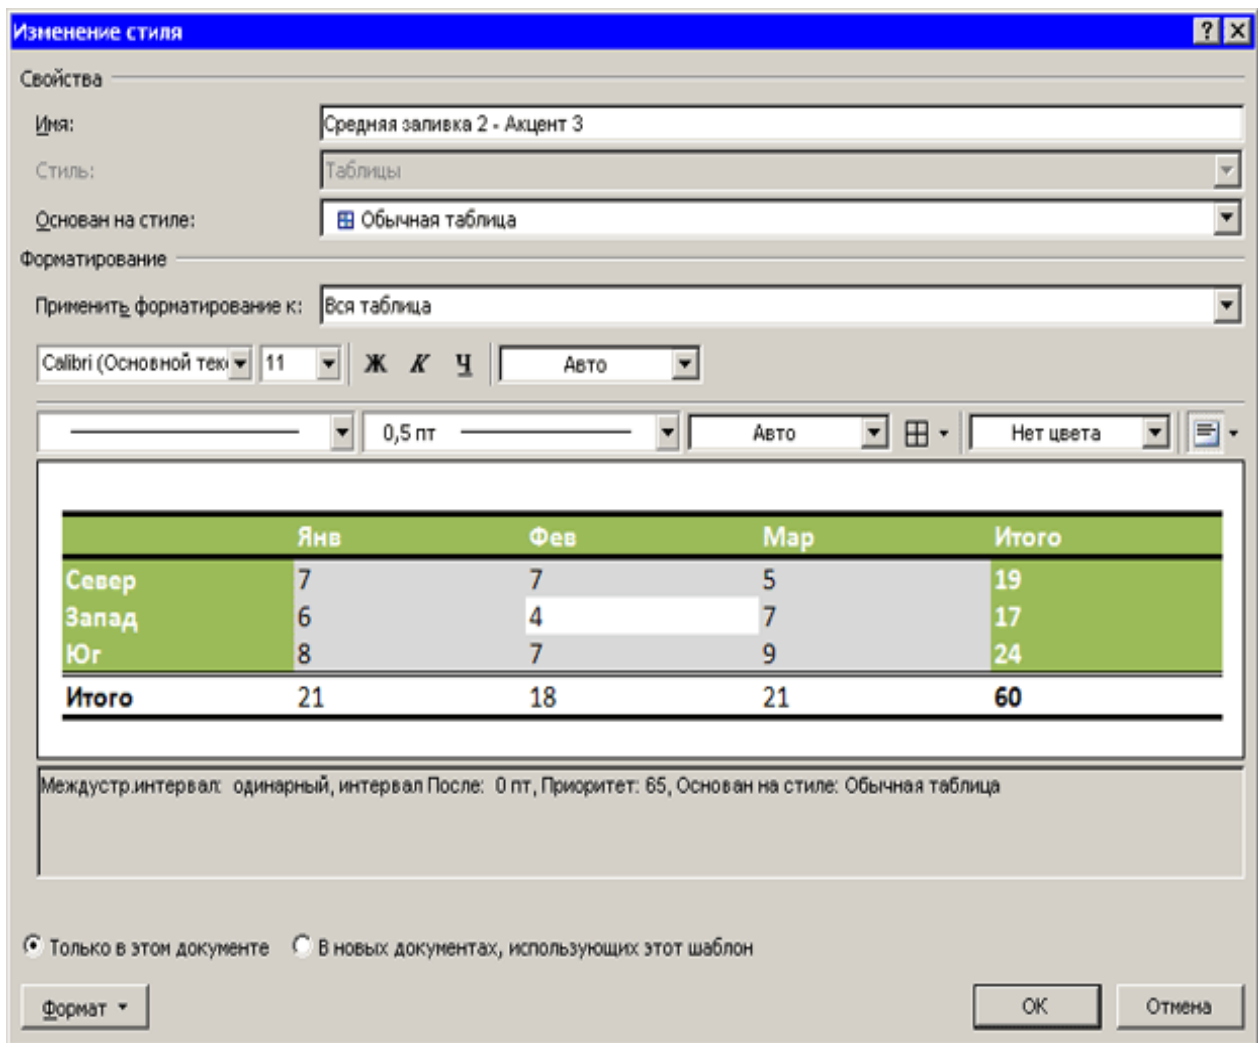 Изменение стиля
Свойства
Имя: Средняя заливка 2 - Акцент 3
Стиль: Таблицы
Основан на стиле: Обычная таблица
Форматирование
Применить форматирование к: Вся таблица
Calibri (Основной тек 11 Ж К Ч Авто
0,5 пт Авто Нет цвета
Янв Фев Мар Итого
Север 7 7 5 19
Запад 6 4 7 17
Юг 8 7 9 24
Итого 21 18 21 60
Междустр.интервал: одинарный, интервал После: 0 пт, Приоритет: 65, Основан на стиле: Обычная таблица
Только в этом документе В новых документах, использующих этот шаблон
Формат OK Отмена